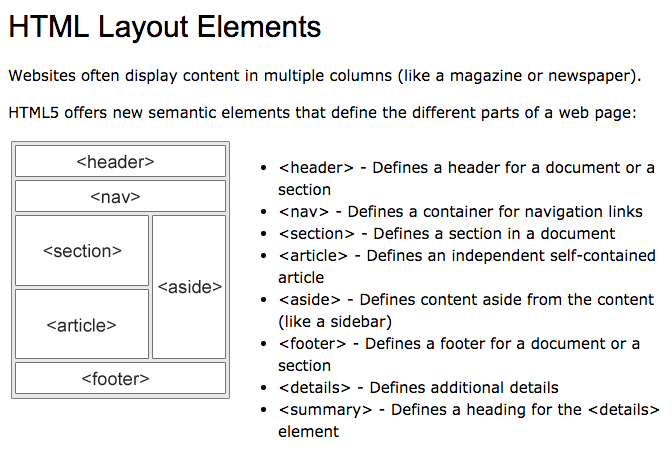 HTML Layout Elements
Websites often display content in multiple columns (like a magazine or newspaper).
HTML5 offers new semantic elements that define the different parts of a web page:
<header>
<nav>
<section>
<aside>
<article>
<footer>
• <header> - Defines a header for a document or a
section
• <nav> - Defines a container for navigation links
• <section> - Defines a section in a document
• <article> - Defines an independent self-contained
article
• <aside> - Defines content aside from the content
(like a sidebar)
• <footer> - Defines a footer for a document or a
section
• <details> - Defines additional details
• <summary> - Defines a heading for the <details>
element